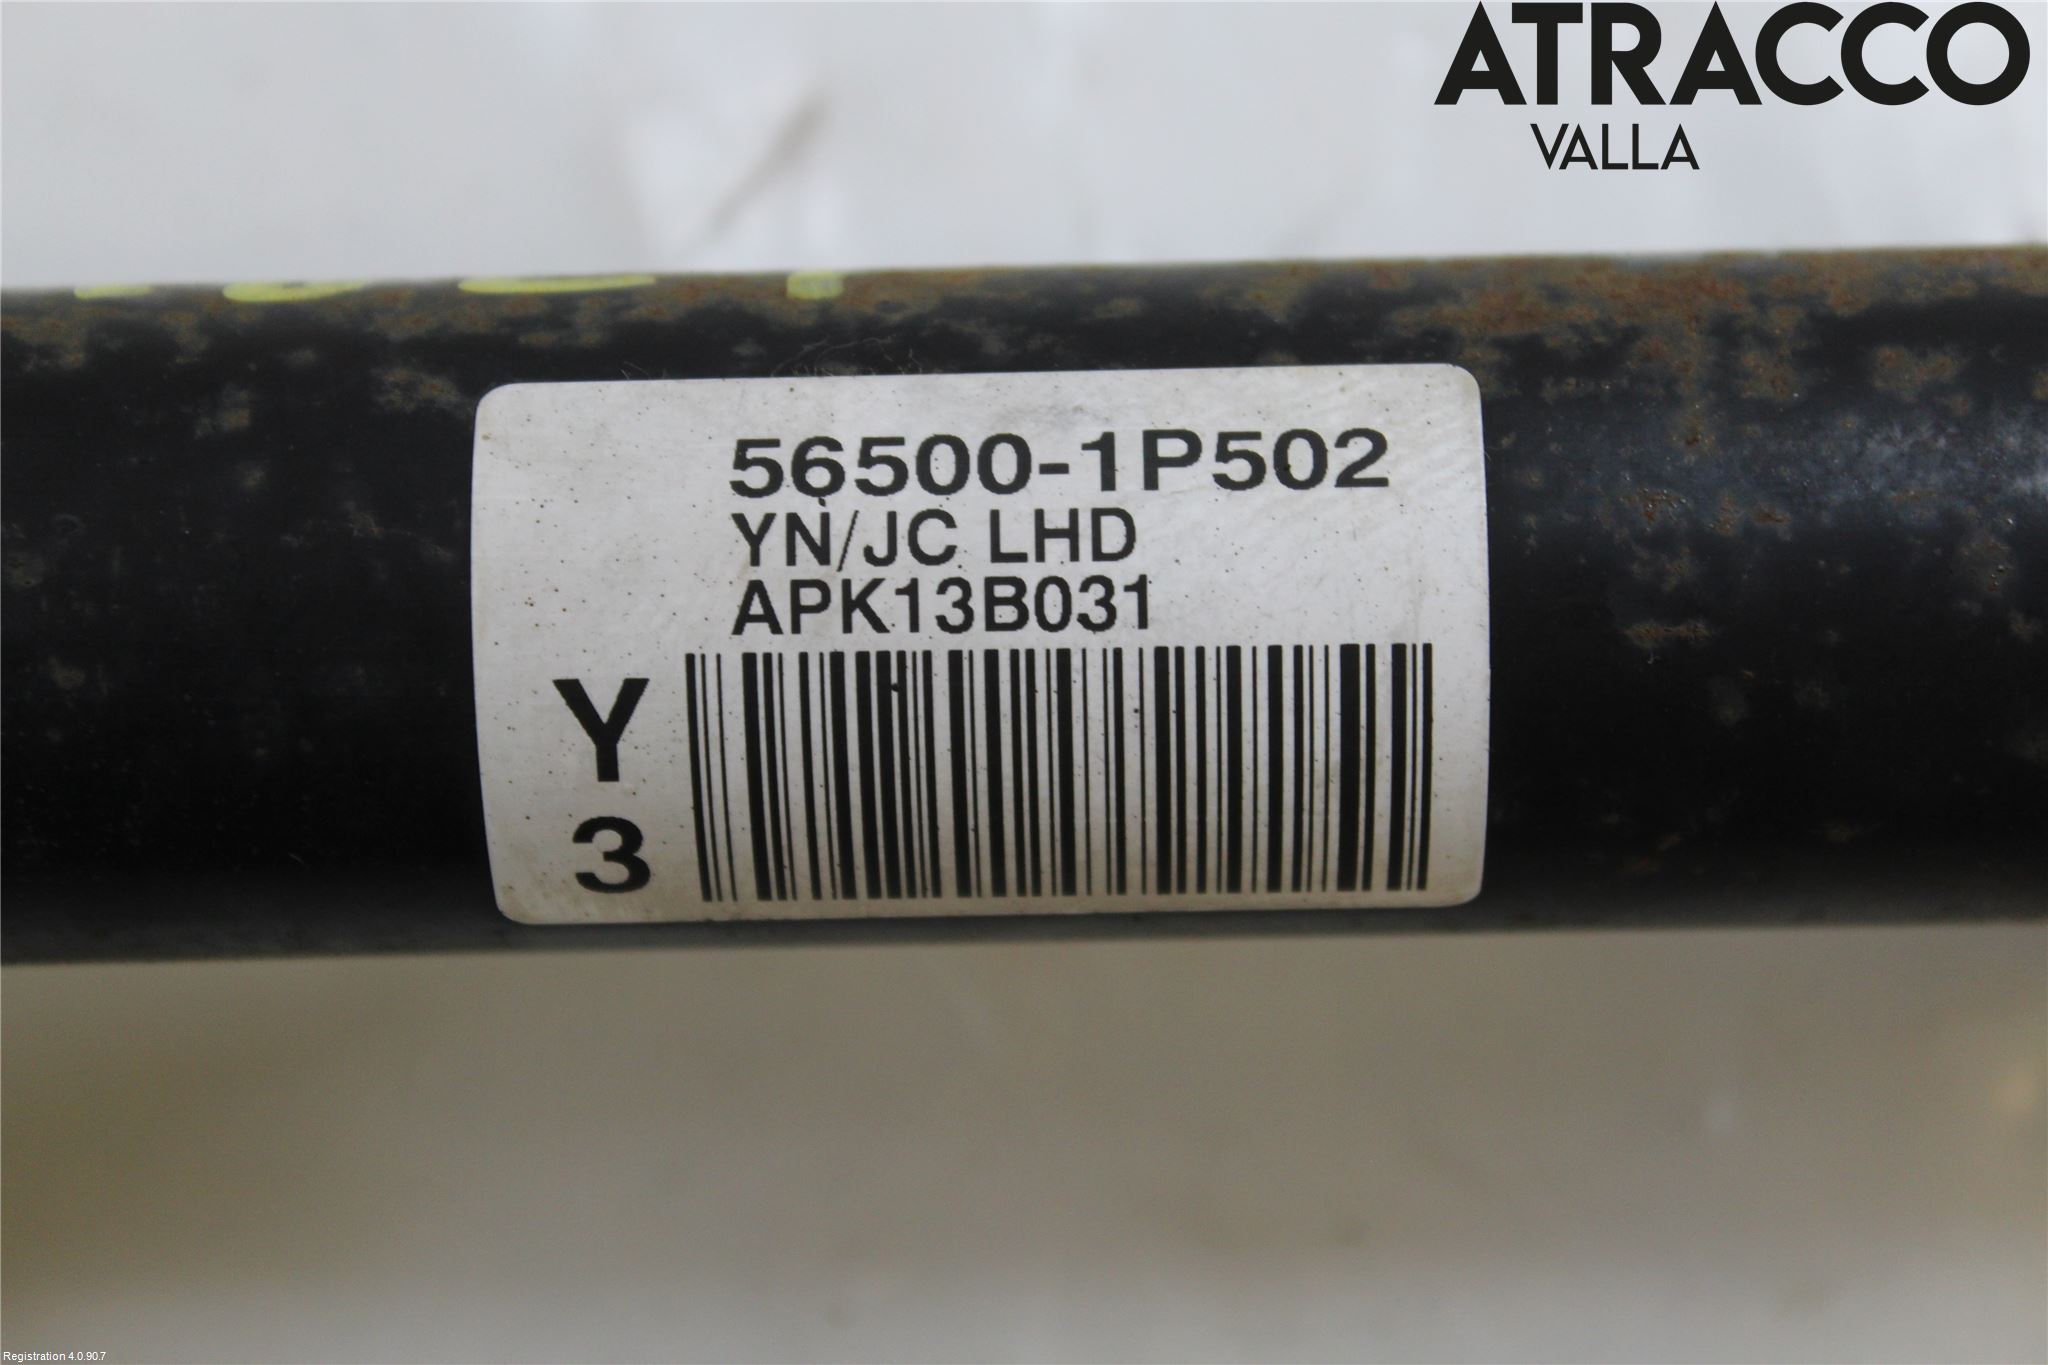 ATRACCO
VALLA
56500-1P502
YN/JC LHD
APK13B031
Y
3
Registration 4.0.90.7